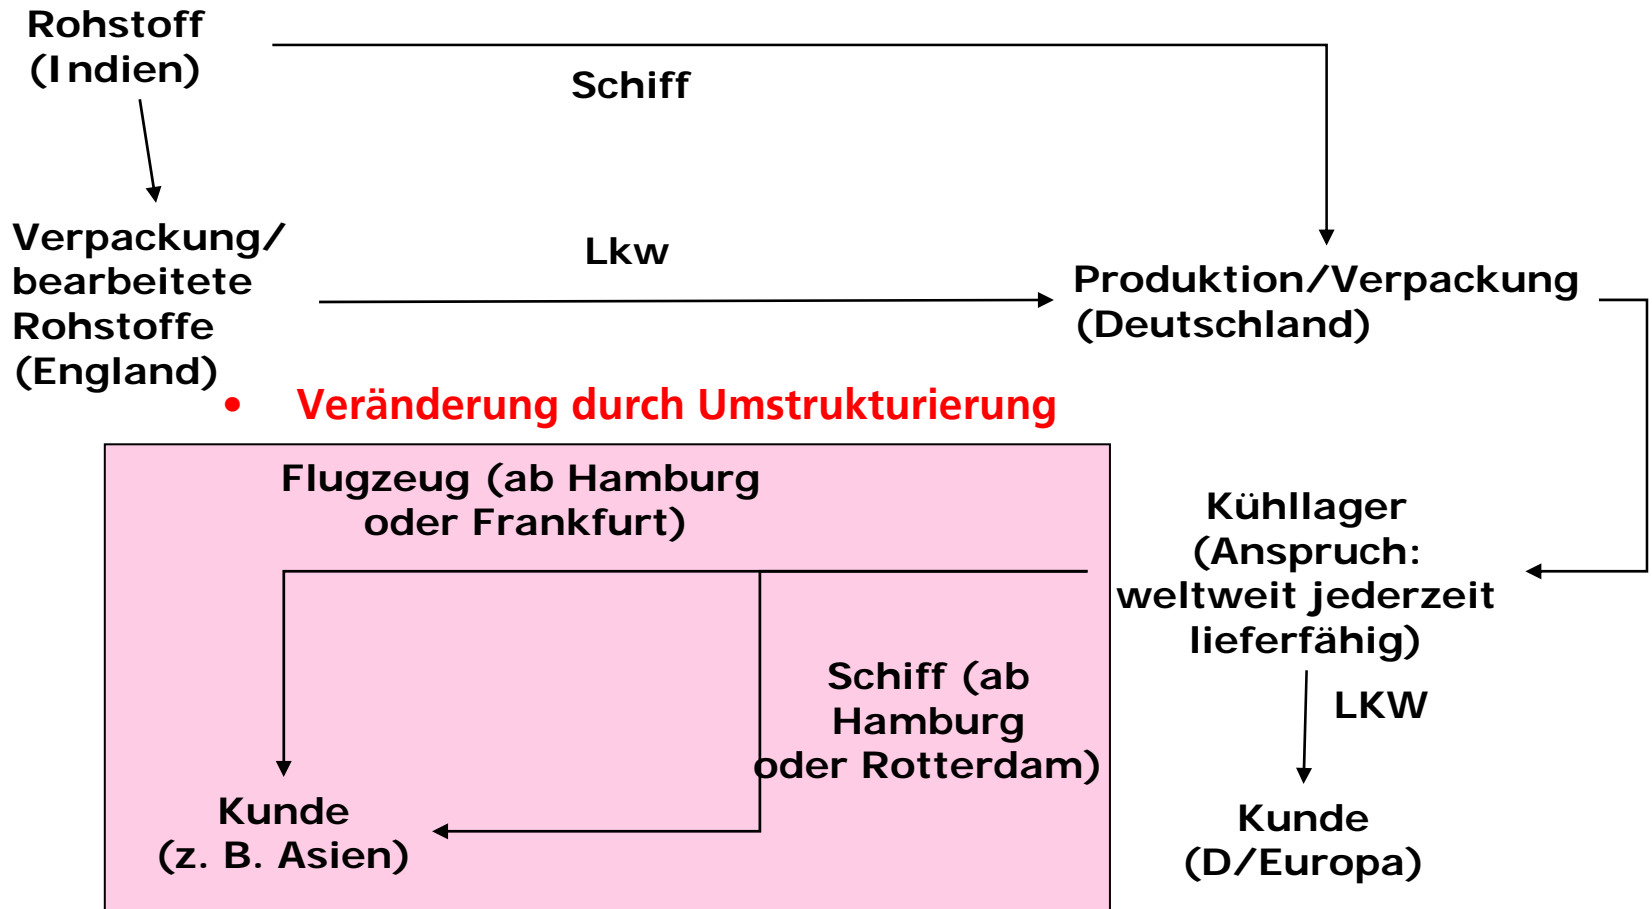 Rohstoff
(Indien)
Schiff
Verpackung/
bearbeitete
Rohstoffe
(England)
Lkw
Produktion/Verpackung
(Deutschland)
• Veränderung durch Umstrukturierung
Flugzeug (ab Hamburg
oder Frankfurt)
Kühllager
(Anspruch:
weltweit jederzeit
lieferfähig)
Schiff (ab
Hamburg
oder Rotterdam)
LKW
Kunde
(z. B. Asien)
Kunde
(D/Europa)